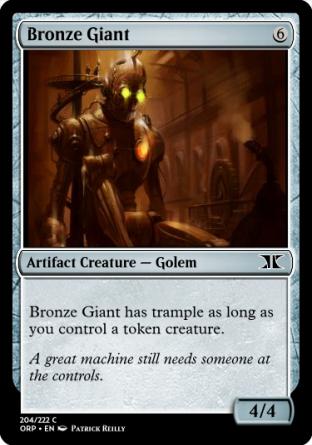 Bronze Giant 6
Artifact Creature — Golem
Bronze Giant has trample as long as
you control a token creature.
A great machine still needs someone at
the controls.
4/4
204/222 C
ORP • EN Patrick Reilly